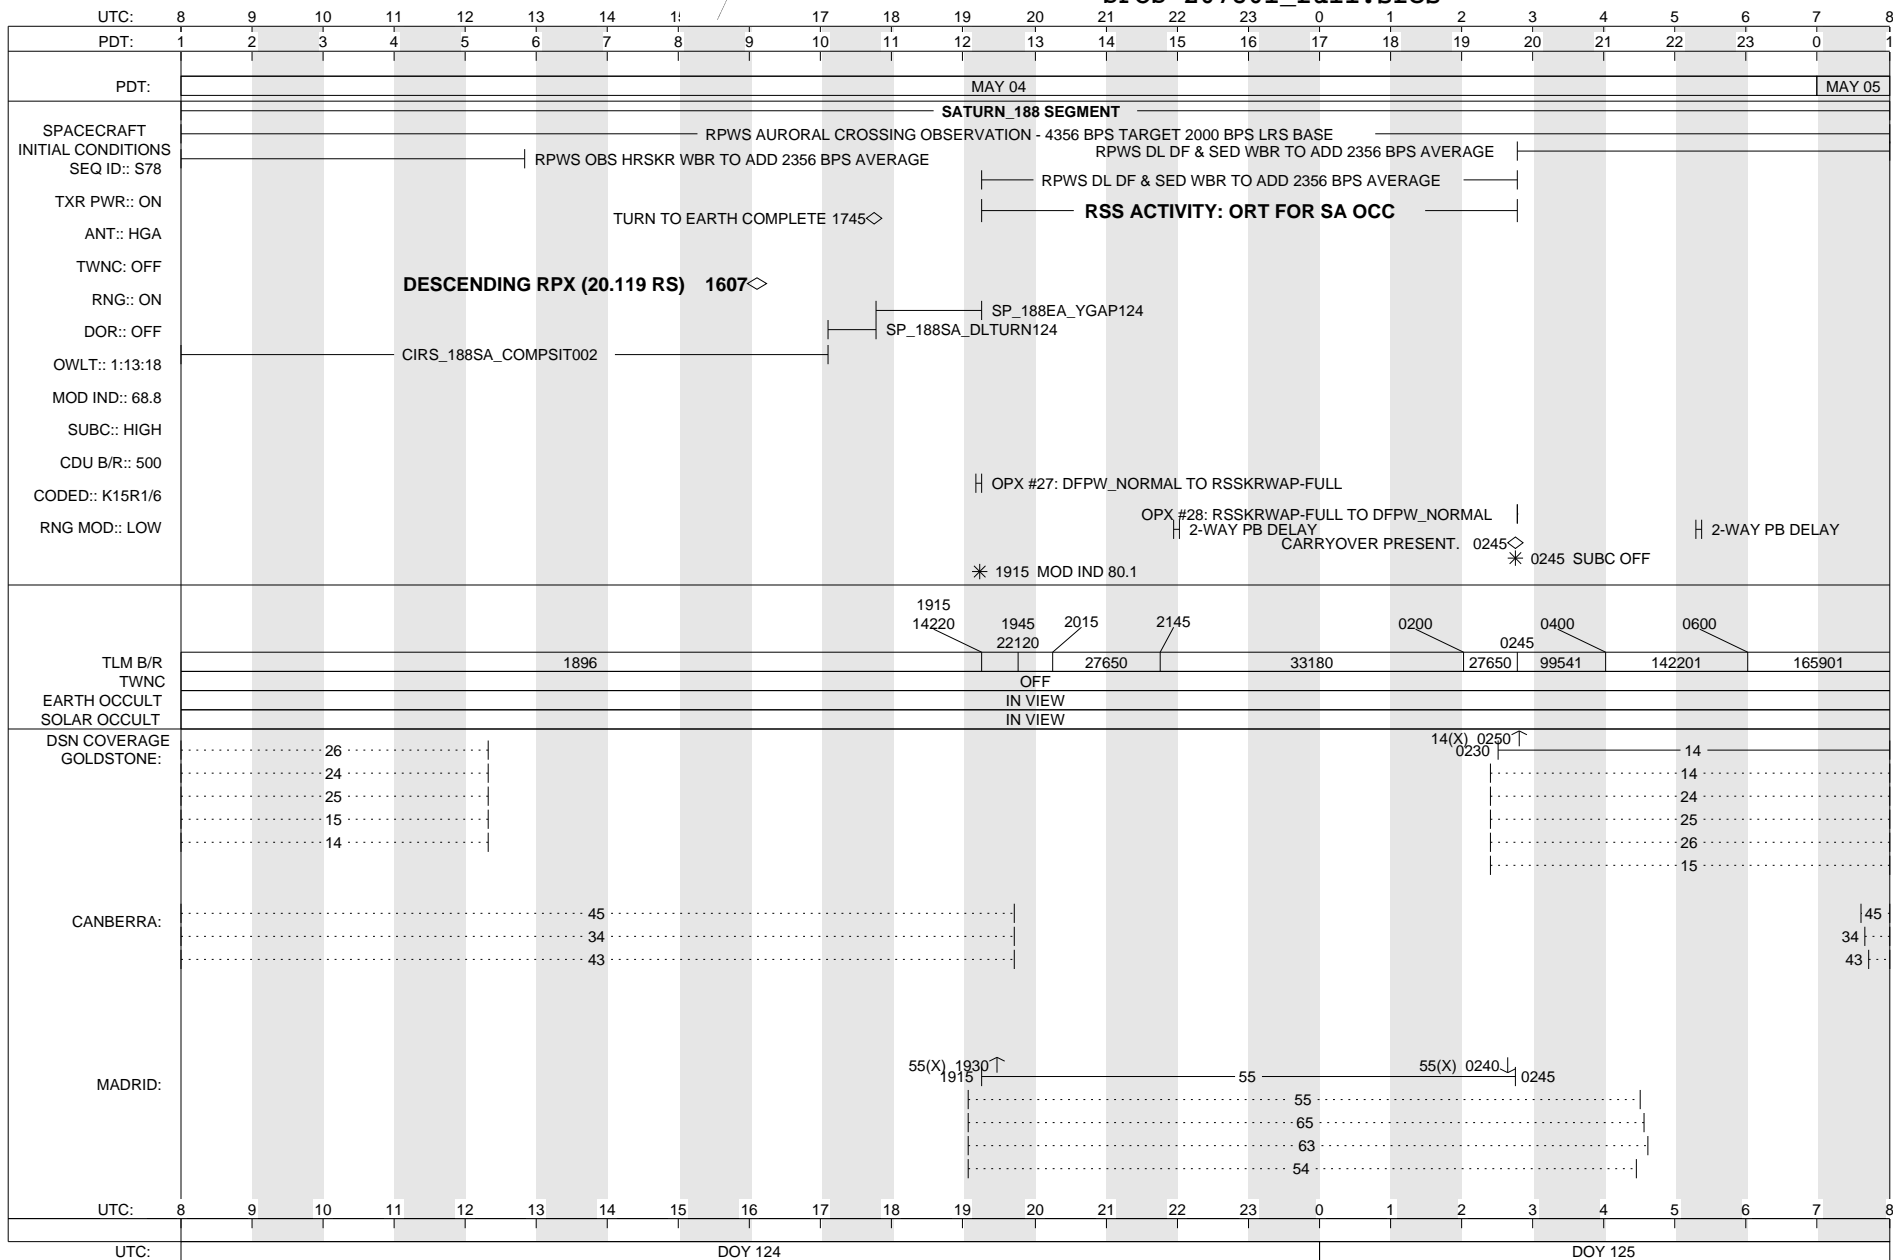 UTC: 8 9 10 11 12 13 14 17 18 19 20 21 22 23 0 1 2 3 4 5 6 7 8
PDT: 1 2 3 4 5 6 7 8 9 10 11 12 13 14 15 16 17 18 19 20 21 22 23 0 1
PDT: MAY 04 MAY 05
SATURN_188 SEGMENT
SPACECRAFT
INITIAL CONDITIONS
SEQ ID:: S78
TXR PWR:: ON
ANT:: HGA
TWNC: OFF
RNG:: ON
DOR:: OFF
OWLT:: 1:13:18
MOD IND:: 68.8
SUBC:: HIGH
CDU B/R:: 500
CODED:: K15R1/6
RNG MOD:: LOW
RPWS AURORAL CROSSING OBSERVATION - 4356 BPS TARGET 2000 BPS LRS BASE
RPWS DL DF & SED WBR TO ADD 2356 BPS AVERAGE
RPWS OBS HRSKR WBR TO ADD 2356 BPS AVERAGE
RPWS DL DF & SED WBR TO ADD 2356 BPS AVERAGE
RSS ACTIVITY: ORT FOR SA OCC
TURN TO EARTH COMPLETE 1745
DESCENDING RPX (20.119 RS) 1607
SP_188EA_YGAP124
SP_188SA_DLTURN124
CIRS_188SA_COMPSIT002
OPX #27: DFPW_NORMAL TO RSSKRWAP-FULL
OPX #28: RSSKRWAP-FULL TO DFPW_NORMAL
2-WAY PB DELAY 2-WAY PB DELAY
CARRYOVER PRESENT. 0245
0245 SUBC OFF
1915 MOD IND 80.1
1915
14220 1945 2015 2145 0200 0400 0600
22120 0245
TLM B/R 1896 27650 33180 27650 99541 142201 165901
TWNC OFF
EARTH OCCULT IN VIEW
SOLAR OCCULT IN VIEW
DSN COVERAGE
14(X) 0250
GOLDSTONE:
26 0230 14
24 14
25 24
15 25
14 26
15
CANBERRA:
45 45
34 34
43 43
MADRID:
55(X) 1930 55(X) 0240
1915 55 0245
55
65
63
54
UTC: 8 9 10 11 12 13 14 15 16 17 18 19 20 21 22 23 0 1 2 3 4 5 6 7 8
UTC: DOY 124 DOY 125